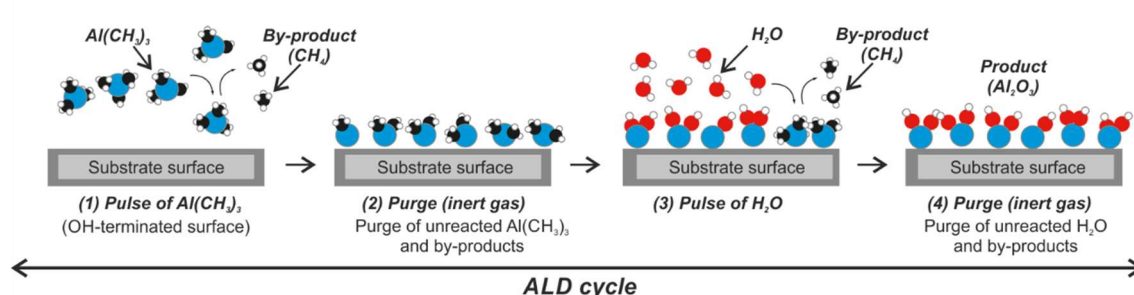 Al(CH₃)₃
By-product
(CH₄)
Substrate surface
(1) Pulse of Al(CH₃)₃
(OH-terminated surface)
Substrate surface
(2) Purge (inert gas)
Purge of unreacted Al(CH₃)₃
and by-products
H₂O
By-product
(CH₄)
Substrate surface
(3) Pulse of H₂O
Product
(Al₂O₃)
Substrate surface
(4) Purge (inert gas)
Purge of unreacted H₂O
and by-products
ALD cycle